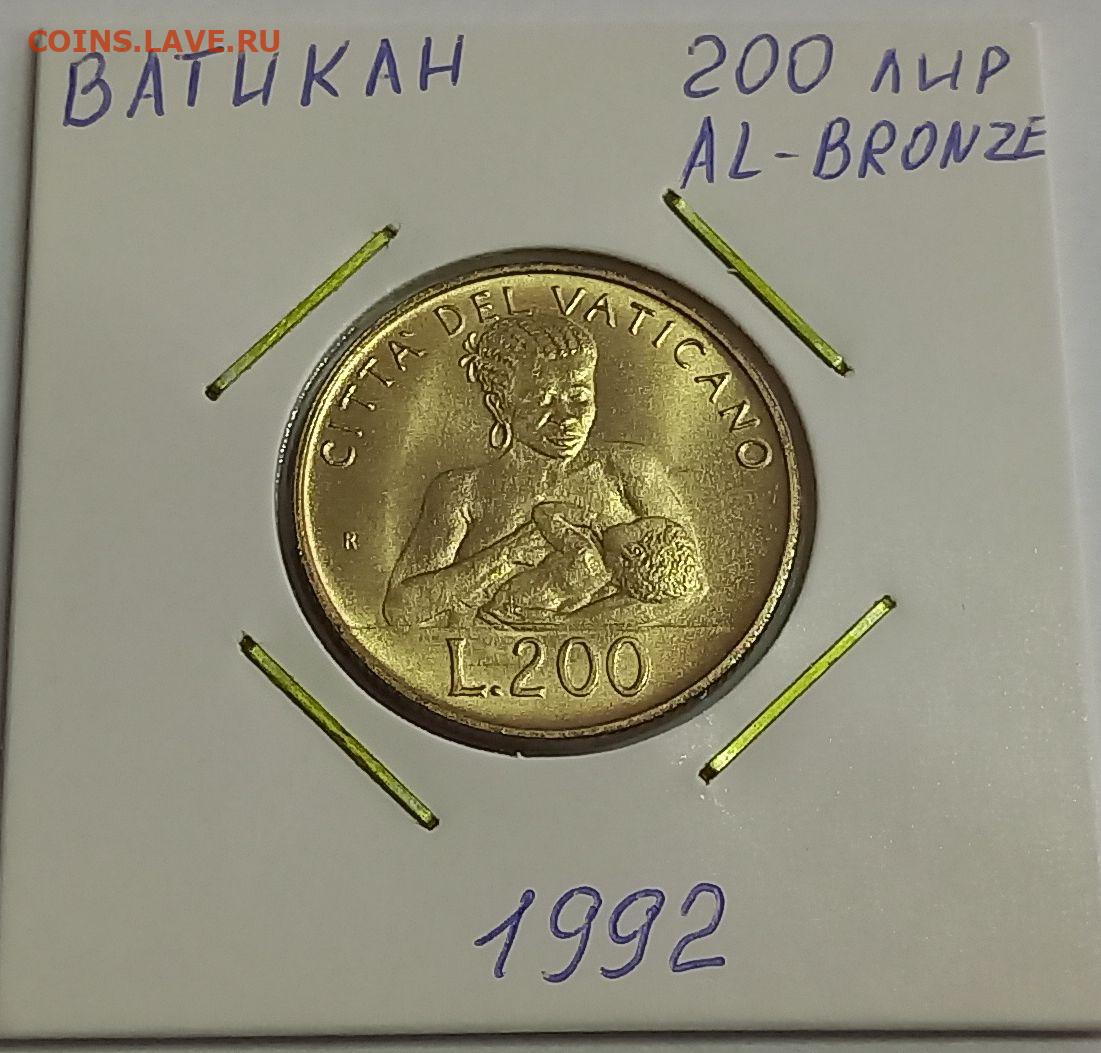 COINS.LAVE.RU
ВАТИКАН
200 ЛИР
AL-BRONZE
CITTA' DEL VATICANO
R
L.200
1992